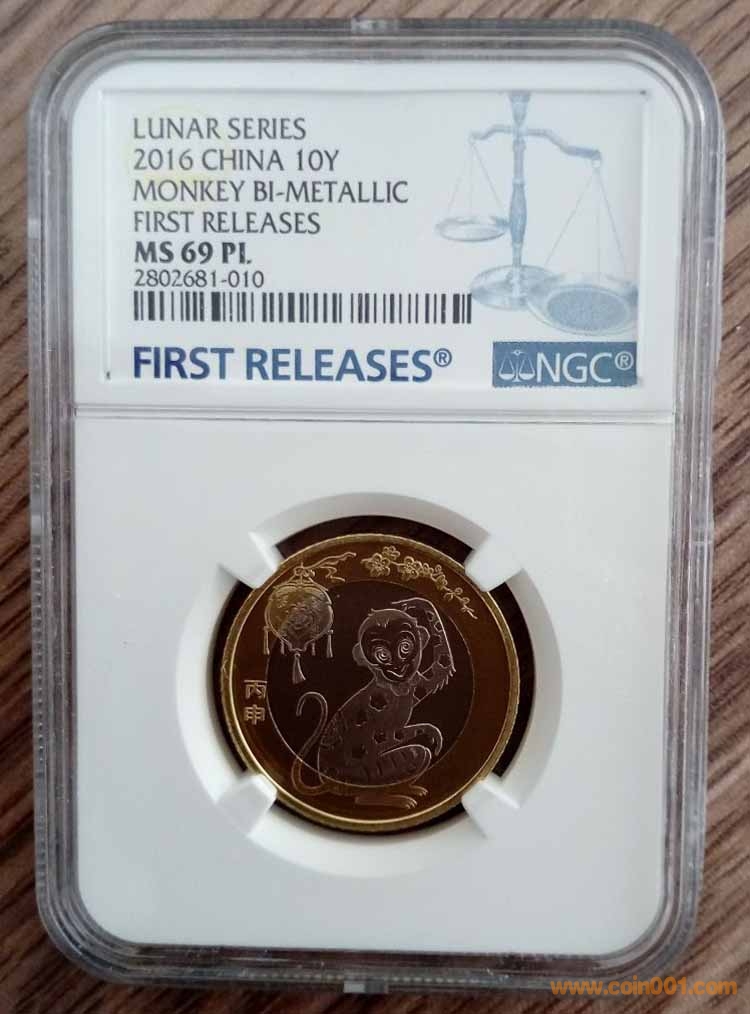 LUNAR SERIES
2016 CHINA 10Y
MONKEY BI-METALLIC
FIRST RELEASES
MS 69 PL
2802681-010
FIRST RELEASES®
NGC®
丙
申
www.coin001.com